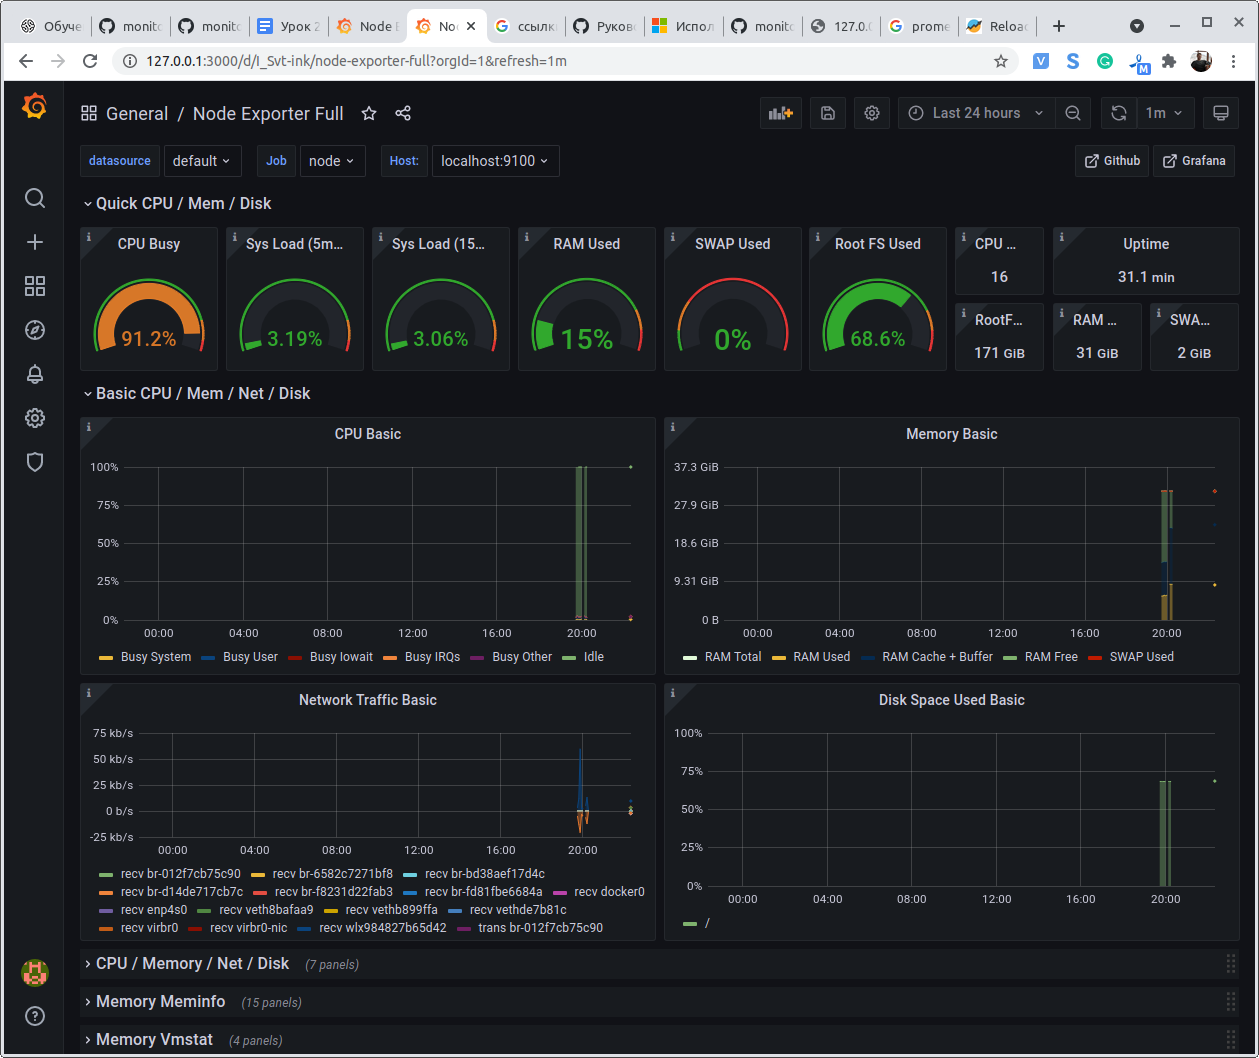 Обуче
monito
monito
Урок 2
Node E
No
ссылк
Руково
Испол
monito
127.0.0
prome
Reload
127.0.0.1:3000/d/I_Svt-ink/node-exporter-full?orgId=1&refresh=1m
V
S
G
M
General / Node Exporter Full
Last 24 hours
1m
datasource default Job node Host: localhost:9100
Github
Grafana
Quick CPU / Mem / Disk
CPU Busy
91.2%
Sys Load (5m...
3.19%
Sys Load (15...
3.06%
RAM Used
15%
SWAP Used
0%
Root FS Used
68.6%
CPU ...
16
Uptime
31.1 min
RootF...
171 GiB
RAM ...
31 GiB
SWA...
2 GiB
Basic CPU / Mem / Net / Disk
CPU Basic
100%
75%
50%
25%
0%
00:00 04:00 08:00 12:00 16:00 20:00
Busy System Busy User Busy Iowait Busy IRQs Busy Other Idle
Memory Basic
37.3 GiB
27.9 GiB
18.6 GiB
9.31 GiB
0 B
00:00 04:00 08:00 12:00 16:00 20:00
RAM Total RAM Used RAM Cache + Buffer RAM Free SWAP Used
Network Traffic Basic
75 kb/s
50 kb/s
25 kb/s
0 b/s
-25 kb/s
00:00 04:00 08:00 12:00 16:00 20:00
recv br-012f7cb75c90 recv br-6582c7271bf8 recv br-bd38aef17d4c
recv br-d14de717cb7c recv br-f8231d22fab3 recv br-fd81fbe6684a recv docker0
recv enp4s0 recv veth8bafaa9 recv vethb899ffa recv vethde7b81c
recv virbr0 recv virbr0-nic recv wlx984827b65d42 trans br-012f7cb75c90
Disk Space Used Basic
100%
75%
50%
25%
0%
00:00 04:00 08:00 12:00 16:00 20:00
/
CPU / Memory / Net / Disk (7 panels)
Memory Meminfo (15 panels)
Memory Vmstat (4 panels)